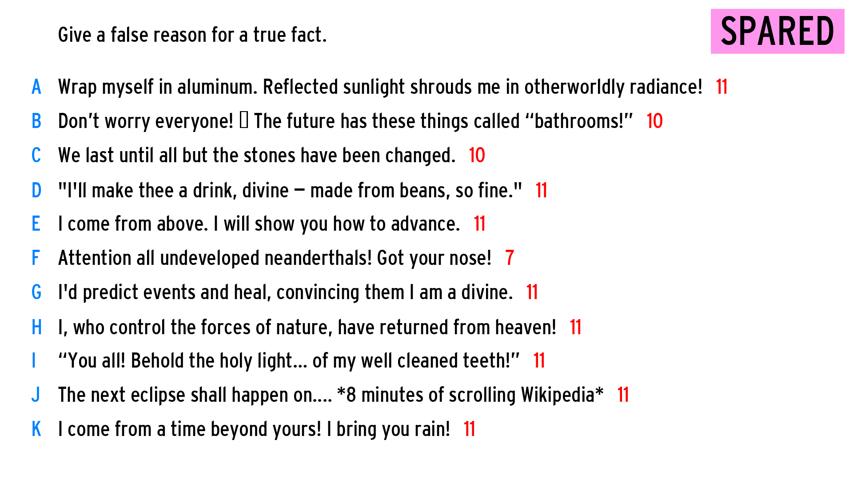 Give a false reason for a true fact.
SPARED
A Wrap myself in aluminum. Reflected sunlight shrouds me in otherworldly radiance! 11
B Don’t worry everyone! ▯ The future has these things called “bathrooms!” 10
C We last until all but the stones have been changed. 10
D "I'll make thee a drink, divine – made from beans, so fine." 11
E I come from above. I will show you how to advance. 11
F Attention all undeveloped neanderthals! Got your nose! 7
G I'd predict events and heal, convincing them I am a divine. 11
H I, who control the forces of nature, have returned from heaven! 11
I “You all! Behold the holy light... of my well cleaned teeth!” 11
J The next eclipse shall happen on.... *8 minutes of scrolling Wikipedia* 11
K I come from a time beyond yours! I bring you rain! 11